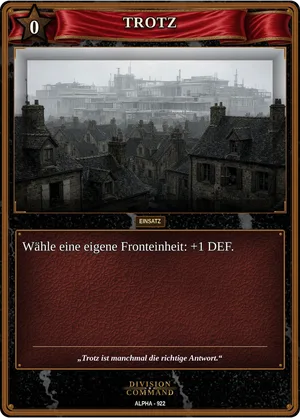 0
TROTZ
EINSATZ
Wähle eine eigene Fronteinheit: +1 DEF.
„Trotz ist manchmal die richtige Antwort.“
DIVISION
COMMAND
ALPHA - 922